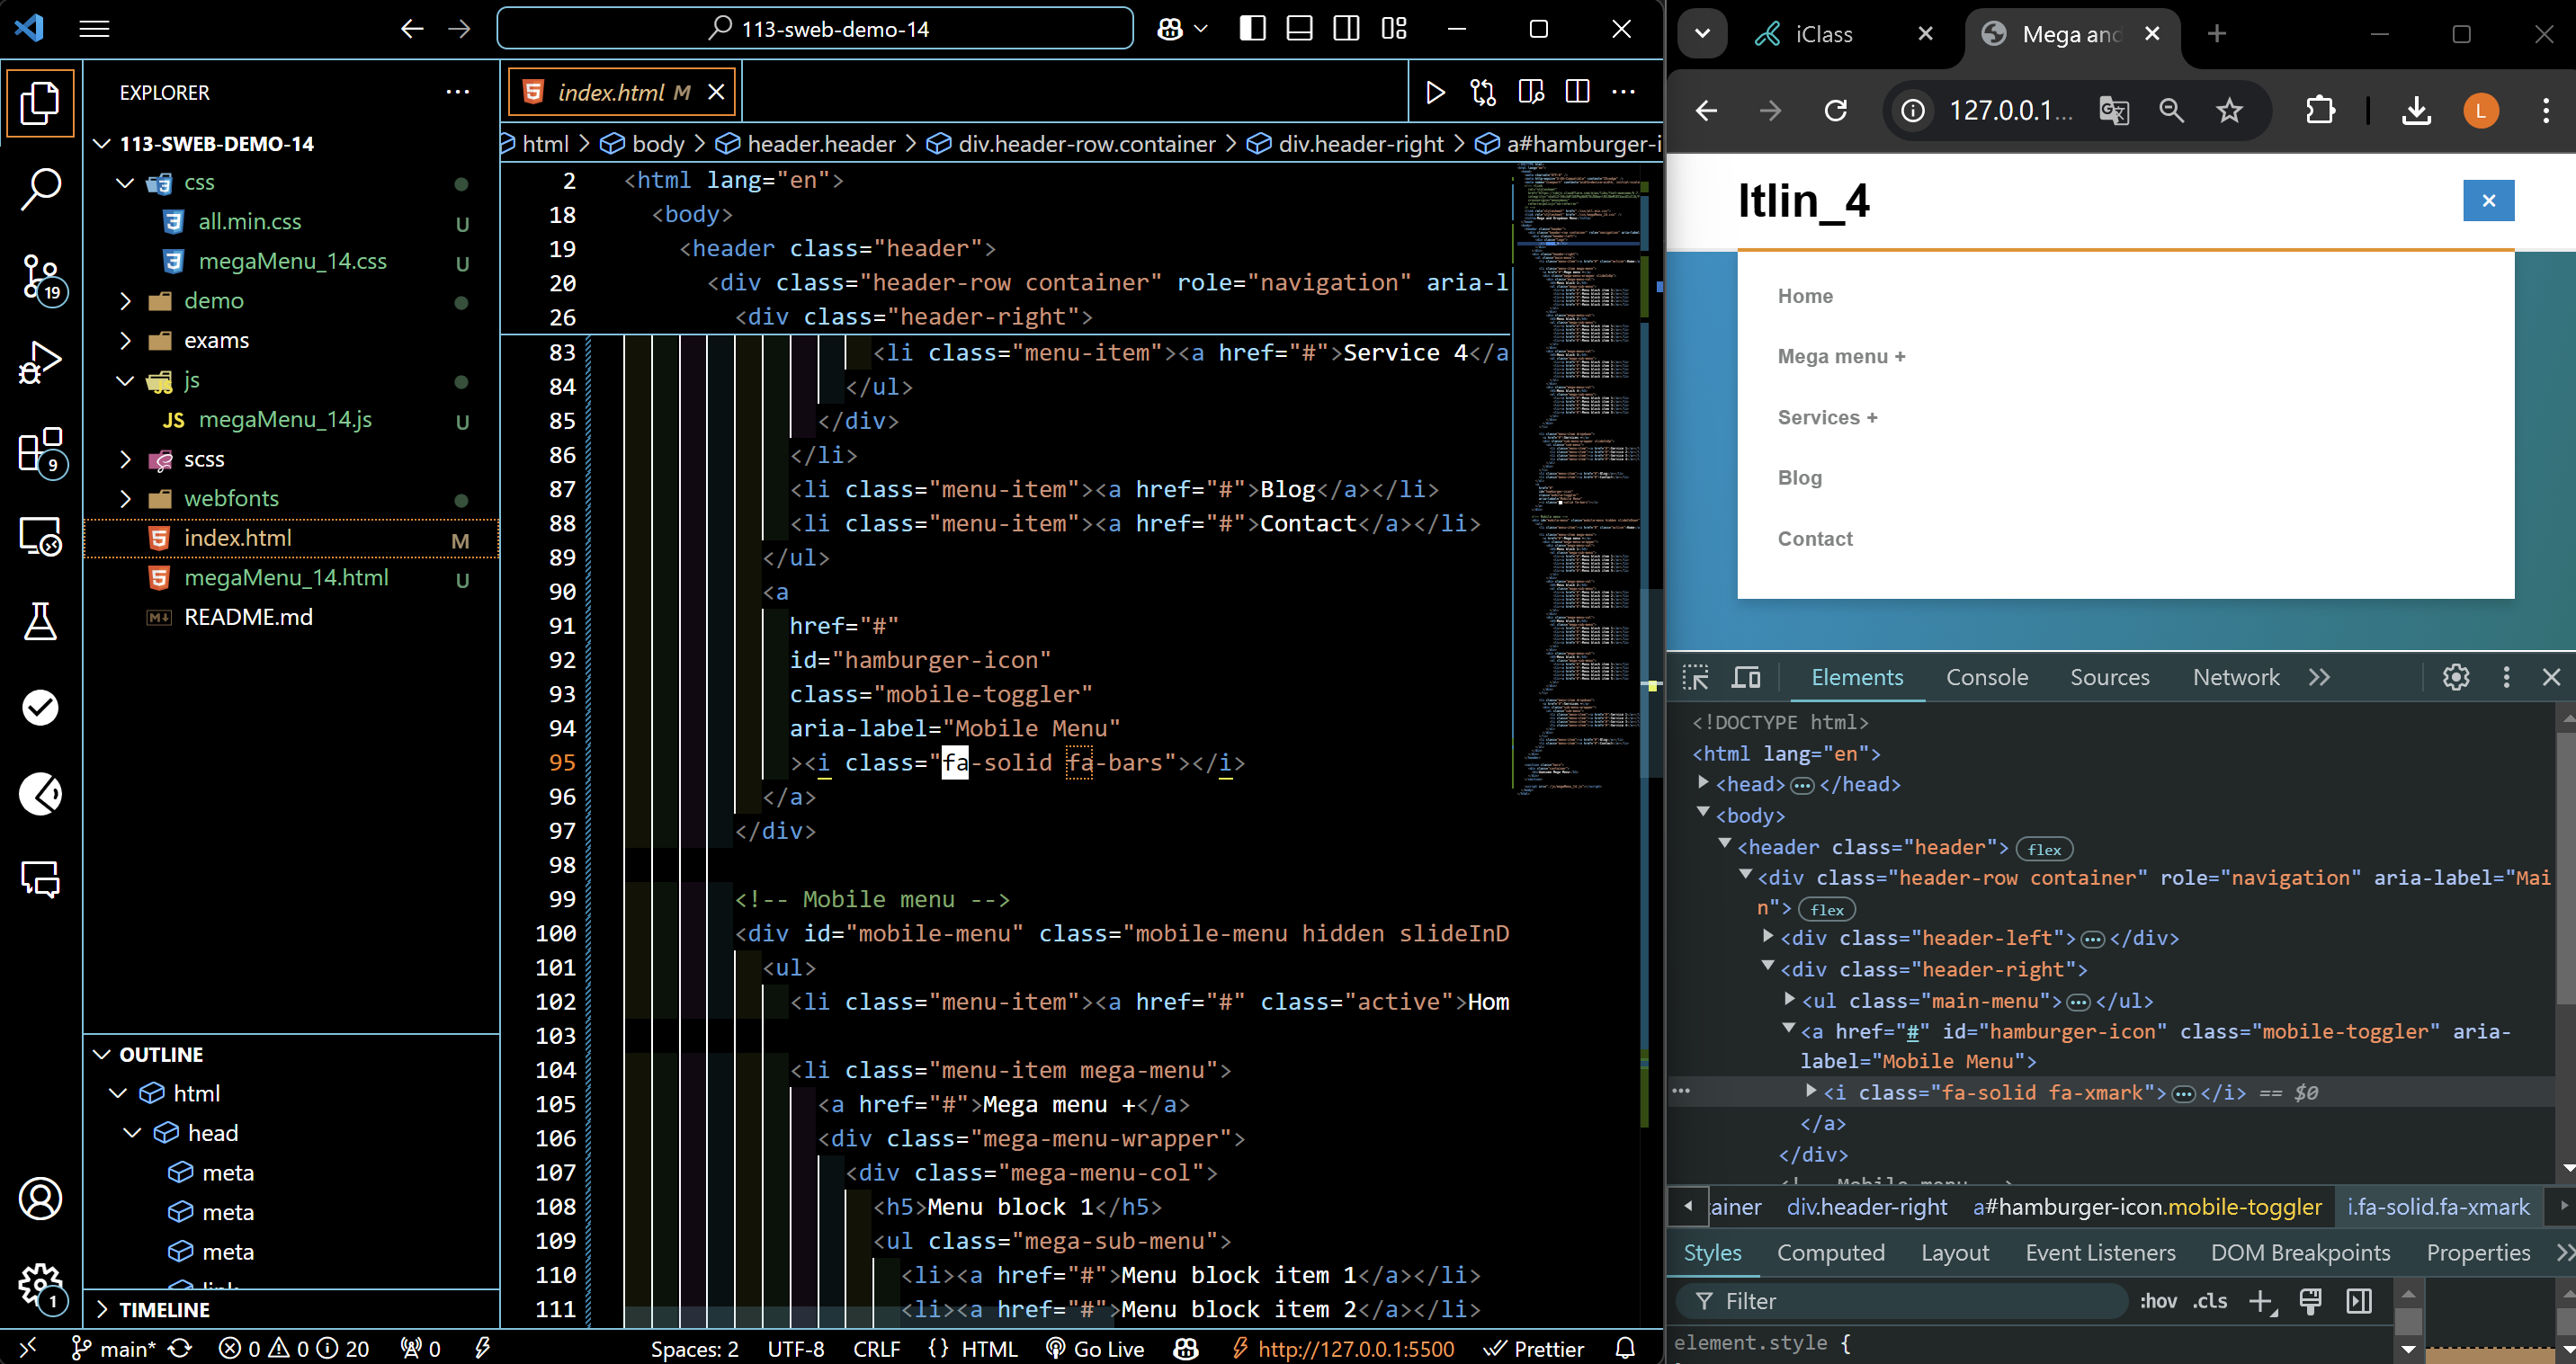 113-sweb-demo-14
EXPLORER
113-SWEB-DEMO-14
css
all.min.css U
megaMenu_14.css U
demo
exams
js
JS megaMenu_14.js U
scss
webfonts
index.html M
megaMenu_14.html U
README.md
19
9
1
OUTLINE
html
head
meta
meta
meta
TIMELINE
index.html M
html > body > header.header > div.header-row.container > div.header-right > a#hamburger-i
2 <html lang="en">
18 <body>
19 <header class="header">
20 <div class="header-row container" role="navigation" aria-l
26 <div class="header-right">
83 <li class="menu-item"><a href="#">Service 4</a
84 </ul>
85 </div>
86 </li>
87 <li class="menu-item"><a href="#">Blog</a></li>
88 <li class="menu-item"><a href="#">Contact</a></li>
89 </ul>
90 <a
91 href="#"
92 id="hamburger-icon"
93 class="mobile-toggler"
94 aria-label="Mobile Menu"
95 ><i class="fa-solid fa-bars"></i>
96 </a>
97 </div>
98
99 <!-- Mobile menu -->
100 <div id="mobile-menu" class="mobile-menu hidden slideInD
101 <ul>
102 <li class="menu-item"><a href="#" class="active">Hom
103
104 <li class="menu-item mega-menu">
105 <a href="#">Mega menu +</a>
106 <div class="mega-menu-wrapper">
107 <div class="mega-menu-col">
108 <h5>Menu block 1</h5>
109 <ul class="mega-sub-menu">
110 <li><a href="#">Menu block item 1</a></li>
111 <li><a href="#">Menu block item 2</a></li>
main* 0 0 20 0 Spaces: 2 UTF-8 CRLF {} HTML Go Live http://127.0.0.1:5500 Prettier
iClass
Mega and
127.0.0.1...
L
ltlin_4
×
Home
Mega menu +
Services +
Blog
Contact
Elements Console Sources Network
<!DOCTYPE html>
<html lang="en">
<head>…</head>
<body>
<header class="header"> flex
<div class="header-row container" role="navigation" aria-label="Mai
n"> flex
<div class="header-left">…</div>
<div class="header-right">
<ul class="main-menu">…</ul>
<a href="#" id="hamburger-icon" class="mobile-toggler" aria-
label="Mobile Menu">
… <i class="fa-solid fa-xmark">…</i> == $0
</a>
</div>
<!-- Mobile menu -->
ainer div.header-right a#hamburger-icon.mobile-toggler i.fa-solid.fa-xmark
Styles Computed Layout Event Listeners DOM Breakpoints Properties
Filter :hov .cls
element.style {